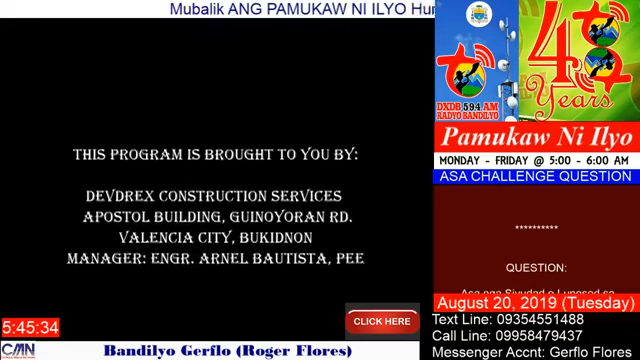 Mubalik ANG PAMUKAW NI ILYO
48
Years
DXDB 594 AM
RADYO BANDILYO
Pamukaw Ni Ilyo
MONDAY - FRIDAY @ 5:00 - 6:00 AM
ASA CHALLENGE QUESTION
THIS PROGRAM IS BROUGHT TO YOU BY:
DEVDREX CONSTRUCTION SERVICES
APOSTOL BUILDING, GUINOYORAN RD.
VALENCIA CITY, BUKIDNON
MANAGER: ENGR. ARNEL BAUTISTA, PEE
**********
QUESTION:
CLICK HERE
August 20, 2019 (Tuesday)
Text Line: 09354551488
Call Line: 09958479437
Messenger Accnt: Gerflo Flores
5:45:34
CMN
Bandilyo Gerflo (Roger Flores)